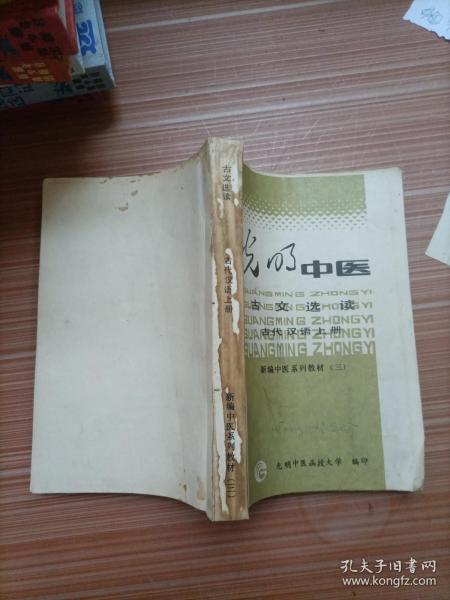 古文选读
古代汉语上册
新编中医系列教材(三)
光明中医
GUANGMING ZHONGYI
古文选读
GUANGMING ZHONGYI
古代汉语上册
GUANGMING ZHONGYI
新编中医系列教材(三)
光明中医函授大学 编印
孔夫子旧书网
www.kongfz.com